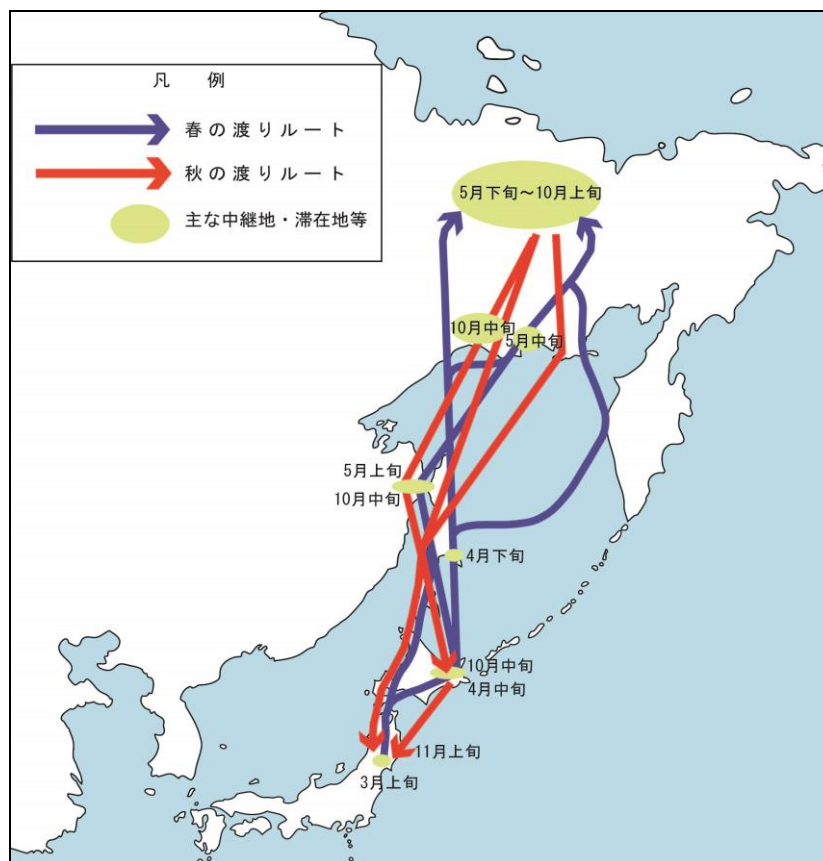 凡 例
春の渡りルート
秋の渡りルート
主な中継地・滞在地等
5月下旬～10月上旬
10月中旬
5月中旬
5月上旬
10月中旬
4月下旬
10月中旬
4月中旬
11月上旬
3月上旬